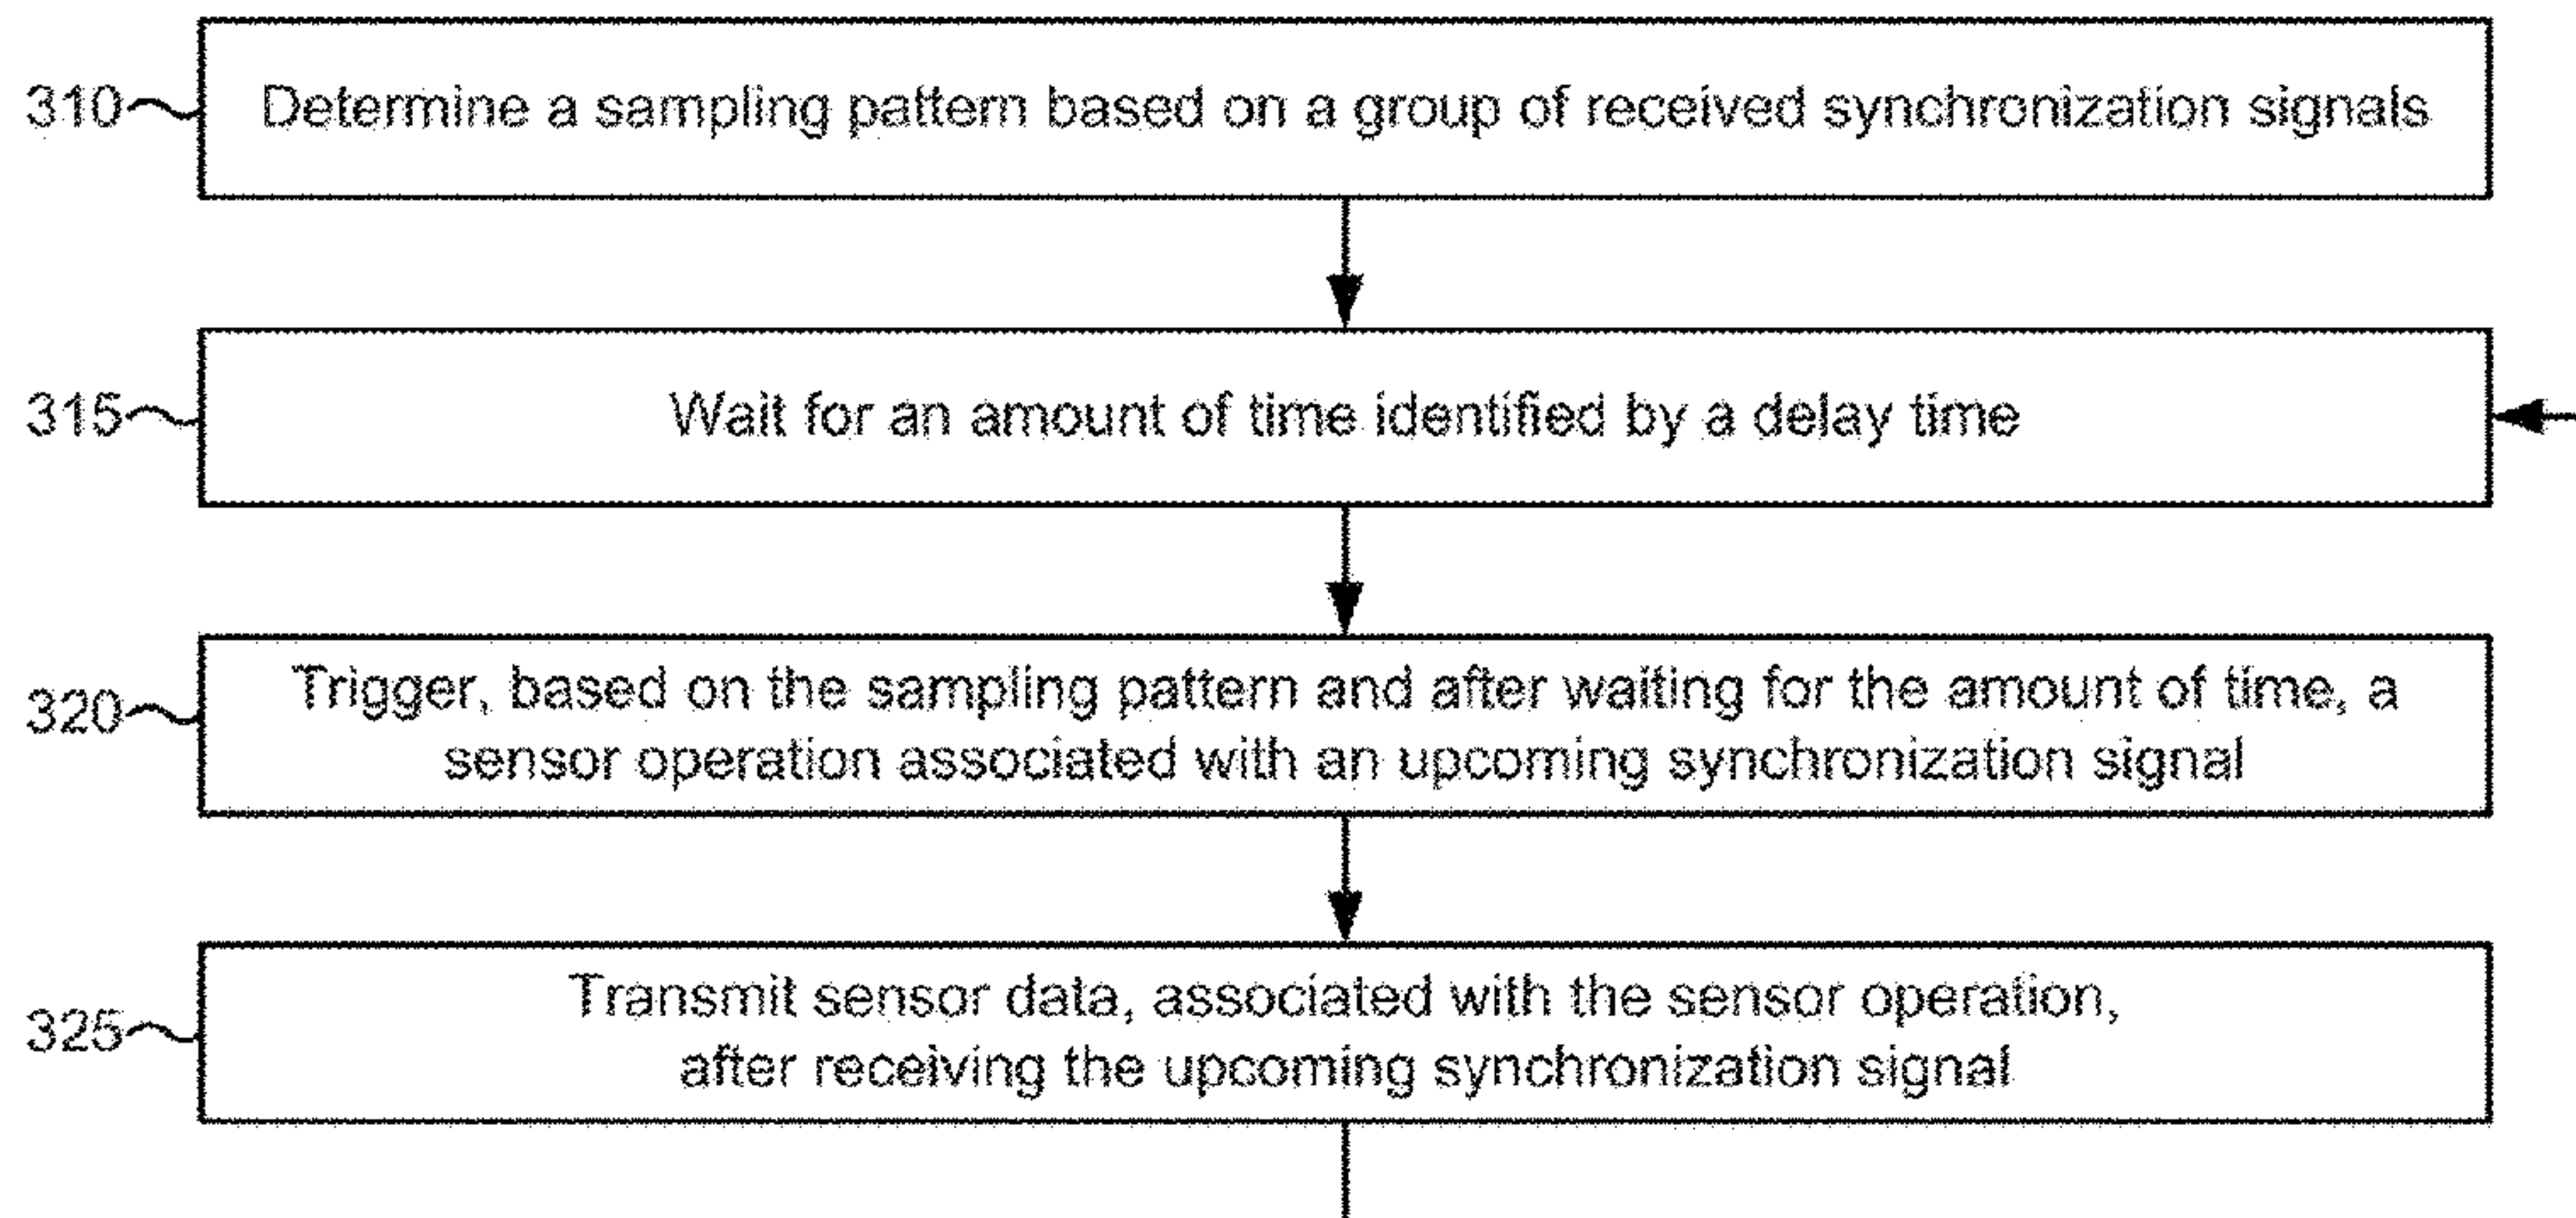 310 Determine a sampling pattern based on a group of received synchronization signals
315 Wait for an amount of time identified by a delay time
Trigger, based on the sampling pattern and after waiting for the amount of time, a
320
sensor operation associated with an upcoming synchronization signal
Transmit sensor data, associated with the sensor operation,
325
after receiving the upcoming synchronization signal